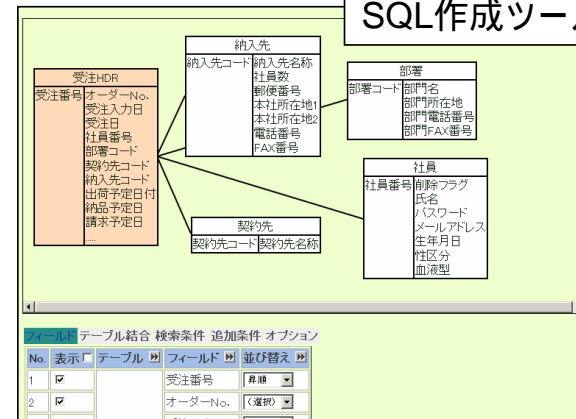 SQL作成ツー
受注HDR
受注番号
オーダーNo.
受注入力日
受注日
社員番号
部署コード
契約先コード
納入先コード
出荷予定日付
納品予定日
請求予定日
.....
納入先
納入先コード
納入先名称
社員数
郵便番号
本社所在地1
本社所在地2
電話番号
FAX番号
部署
部署コード
部門名
部門所在地
部門電話番号
部門FAX番号
社員
社員番号
削除フラグ
氏名
パスワード
メールアドレス
生年月日
性区分
血液型
契約先
契約先コード
契約先名称
フィールド テーブル結合 検索条件 追加条件 オプション
No. 表示 テーブル フィールド 並び替え
1 受注番号 昇順
2 オーダーNo. 〈選択〉